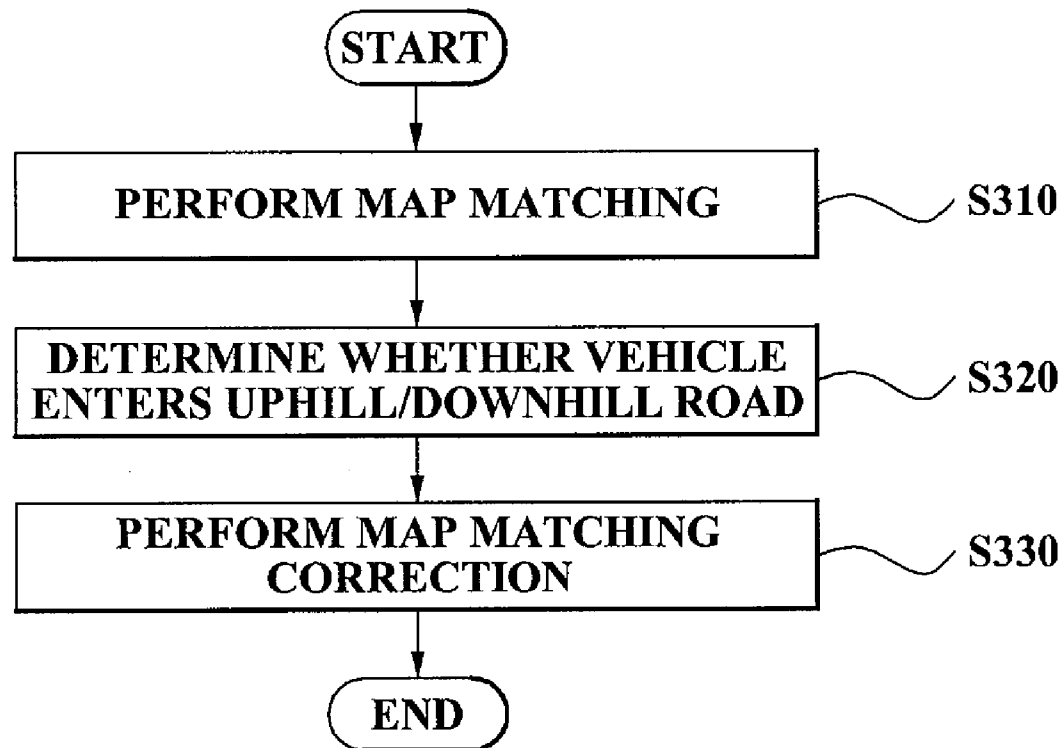 START
PERFORM MAP MATCHING
S310
DETERMINE WHETHER VEHICLE
ENTERS UPHILL/DOWNHILL ROAD
S320
PERFORM MAP MATCHING
CORRECTION
S330
END